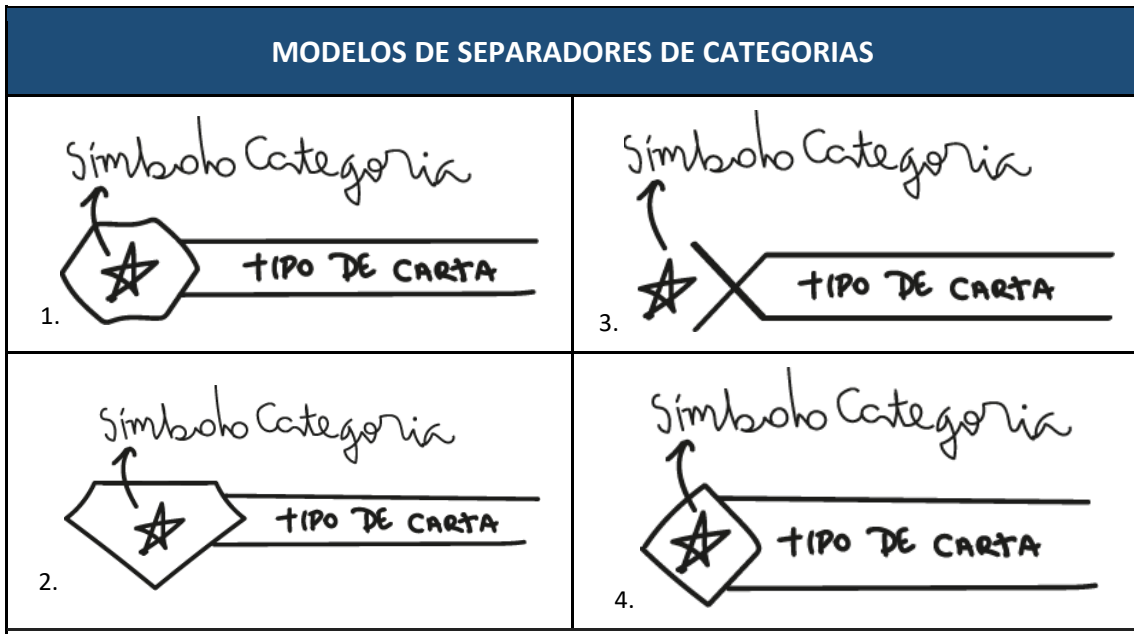 MODELOS DE SEPARADORES DE CATEGORIAS
Símbolo Categoria
TIPO DE CARTA
1.
Símbolo Categoria
TIPO DE CARTA
3.
Símbolo Categoria
TIPO DE CARTA
2.
Símbolo Categoria
TIPO DE CARTA
4.